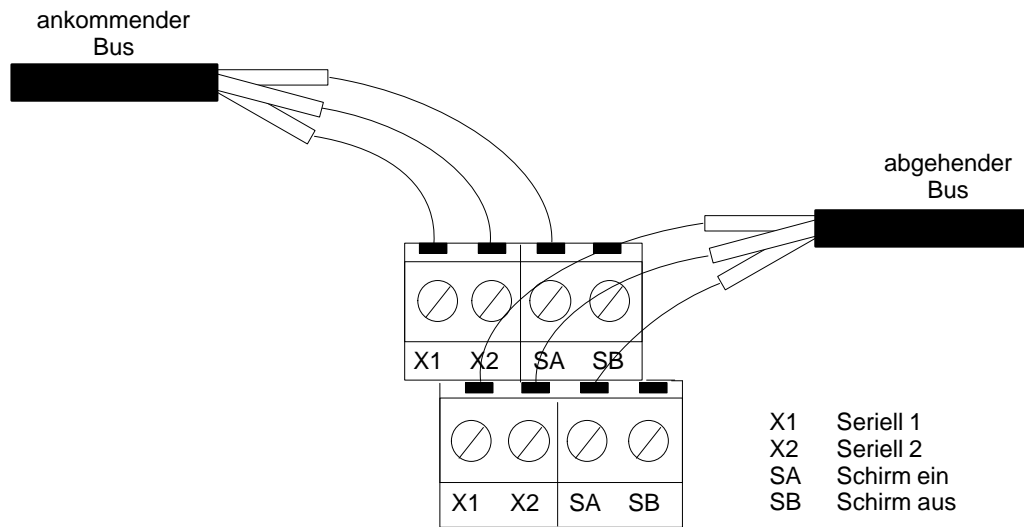 ankommender
Bus
abgehender
Bus
X1 X2 SA SB
X1 X2 SA SB
X1 Seriell 1
X2 Seriell 2
SA Schirm ein
SB Schirm aus